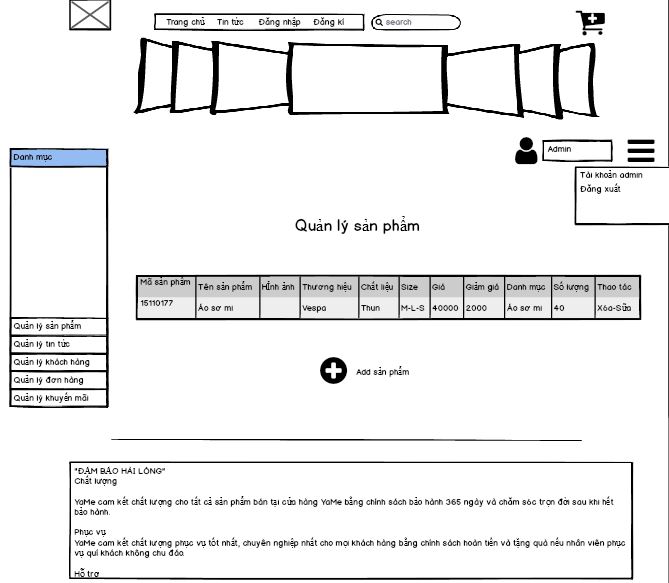 Trang chủ Tin tức Đăng nhập Đăng kí search
Admin
Danh mục
Tài khoản admin
Đăng xuất
Quản lý sản phẩm
Mã sản phẩm Tên sản phẩm Hình ảnh Thương hiệu Chất liệu Size Giá Giảm giá Danh mục Số lượng Thao tác
15110177 Áo sơ mi Vespa Thun M-L-S 40000 2000 Áo sơ mi 40 Xóa-Sửa
Quản lý sản phẩm
Quản lý tin tức
Quản lý khách hàng
Quản lý đơn hàng
Quản lý khuyến mãi
Add sản phẩm
"ĐẢM BẢO HÀI LÒNG"
Chất lượng
YaMe cam kết chất lượng cho tất cả sản phẩm bán tại cửa hàng YaMe bằng chính sách bảo hành 365 ngày và chăm sóc trọn đời sau khi hết
bảo hành.
Phục vụ
YaMe cam kết chất lượng phục vụ tốt nhất, chuyên nghiệp nhất cho mọi khách hàng bằng chính sách hoàn tiền và tặng quà nếu nhân viên phục
vụ quí khách không chu đáo.
Hỗ trợ